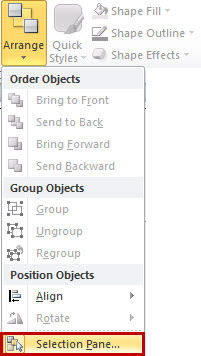 Arrange
Quick
Styles
Shape Fill
Shape Outline
Shape Effects
Order Objects
Bring to Front
Send to Back
Bring Forward
Send Backward
Group Objects
Group
Ungroup
Regroup
Position Objects
Align
Rotate
Selection Pane...